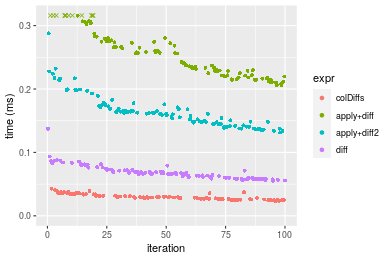 time (ms)
0.3
0.2
0.1
0.0
0
25
50
75
100
iteration
expr
colDiffs
apply+diff
apply+diff2
diff